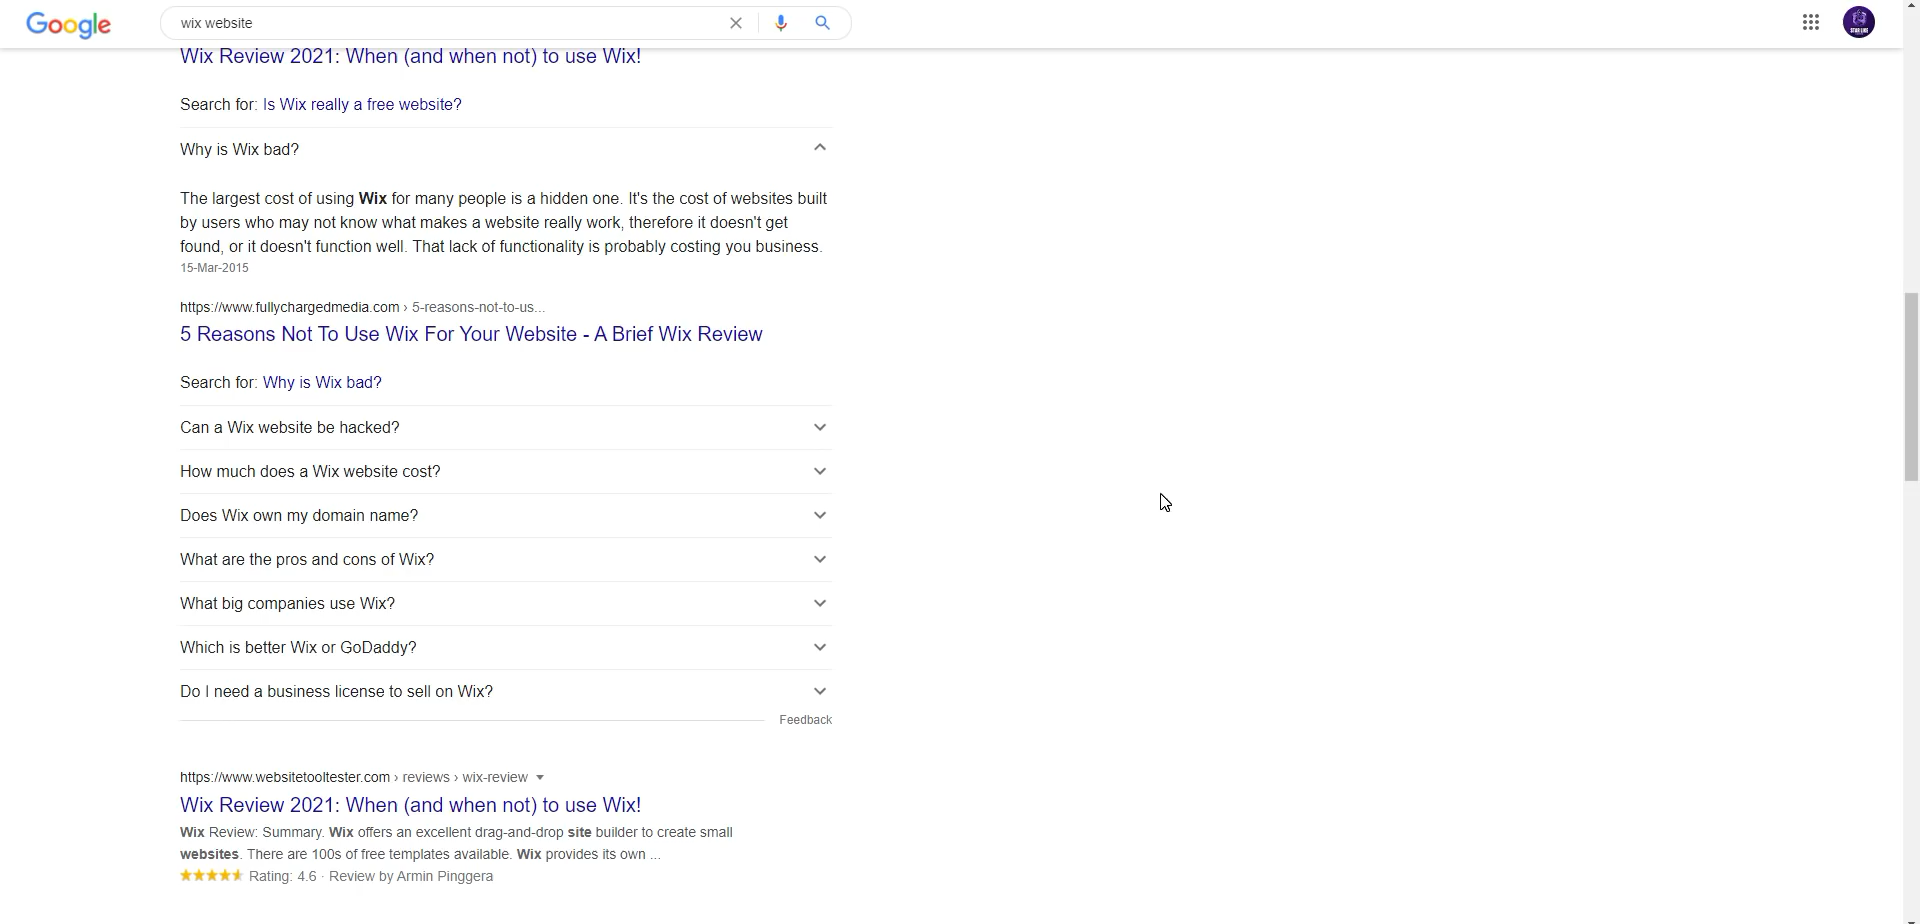 Google
wix website
Wix Review 2021: When (and when not) to use Wix!
Search for: Is Wix really a free website?
Why is Wix bad?
The largest cost of using Wix for many people is a hidden one. It's the cost of websites built
by users who may not know what makes a website really work, therefore it doesn't get
found, or it doesn't function well. That lack of functionality is probably costing you business.
15-Mar-2015
https://www.fullychargedmedia.com › 5-reasons-not-to-us...
5 Reasons Not To Use Wix For Your Website - A Brief Wix Review
Search for: Why is Wix bad?
Can a Wix website be hacked?
How much does a Wix website cost?
Does Wix own my domain name?
What are the pros and cons of Wix?
What big companies use Wix?
Which is better Wix or GoDaddy?
Do I need a business license to sell on Wix?
Feedback
https://www.websitetooltester.com › reviews › wix-review
Wix Review 2021: When (and when not) to use Wix!
Wix Review: Summary. Wix offers an excellent drag-and-drop site builder to create small
websites. There are 100s of free templates available. Wix provides its own ...
Rating: 4.6 · Review by Armin Pinggera